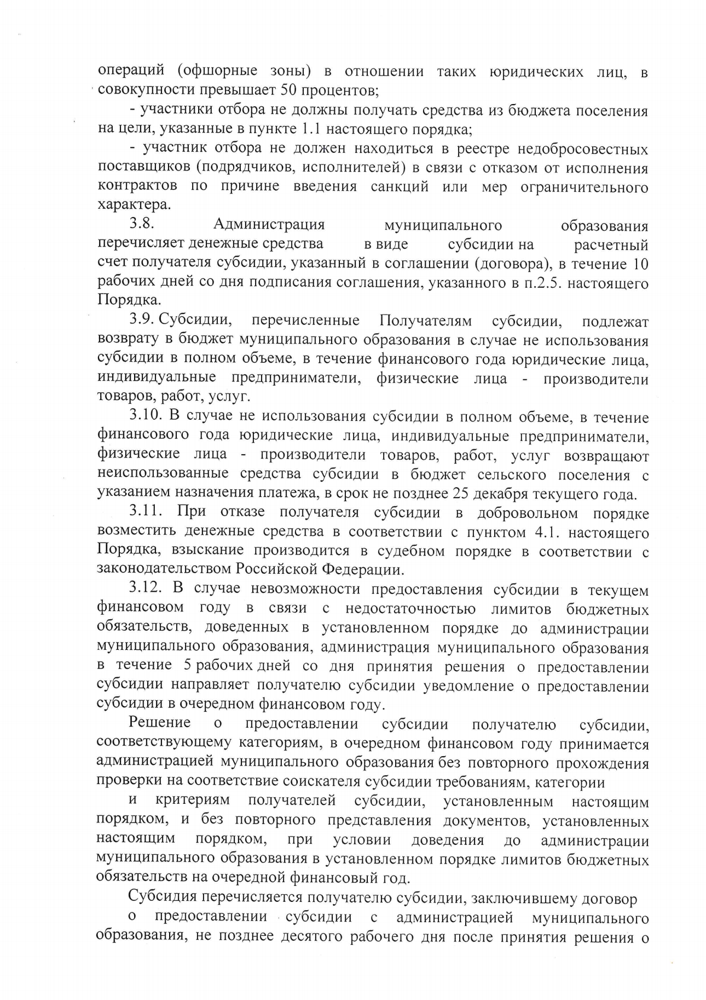 операций (офшорные зоны) в отношении таких юридических лиц, в
совокупности превышает 50 процентов;
- участники отбора не должны получать средства из бюджета поселения
на цели, указанные в пункте 1.1 настоящего порядка;
- участник отбора не должен находиться в реестре недобросовестных
поставщиков (подрядчиков, исполнителей) в связи с отказом от исполнения
контрактов по причине введения санкций или мер ограничительного
характера.
3.8. Администрация муниципального образования
перечисляет денежные средства в виде субсидии на расчетный
счет получателя субсидии, указанный в соглашении (договора), в течение 10
рабочих дней со дня подписания соглашения, указанного в п.2.5. настоящего
Порядка.
3.9. Субсидии, перечисленные Получателям субсидии, подлежат
возврату в бюджет муниципального образования в случае не использования
субсидии в полном объеме, в течение финансового года юридические лица,
индивидуальные предприниматели, физические лица - производители
товаров, работ, услуг.
3.10. В случае не использования субсидии в полном объеме, в течение
финансового года юридические лица, индивидуальные предприниматели,
физические лица - производители товаров, работ, услуг возвращают
неиспользованные средства субсидии в бюджет сельского поселения с
указанием назначения платежа, в срок не позднее 25 декабря текущего года.
3.11. При отказе получателя субсидии в добровольном порядке
возместить денежные средства в соответствии с пунктом 4.1. настоящего
Порядка, взыскание производится в судебном порядке в соответствии с
законодательством Российской Федерации.
3.12. В случае невозможности предоставления субсидии в текущем
финансовом году в связи с недостаточностью лимитов бюджетных
обязательств, доведенных в установленном порядке до администрации
муниципального образования, администрация муниципального образования
в течение 5 рабочих дней со дня принятия решения о предоставлении
субсидии направляет получателю субсидии уведомление о предоставлении
субсидии в очередном финансовом году.
Решение о предоставлении субсидии получателю субсидии,
соответствующему категориям, в очередном финансовом году принимается
администрацией муниципального образования без повторного прохождения
проверки на соответствие соискателя субсидии требованиям, категории
и критериям получателей субсидии, установленным настоящим
порядком, и без повторного представления документов, установленных
настоящим порядком, при условии доведения до администрации
муниципального образования в установленном порядке лимитов бюджетных
обязательств на очередной финансовый год.
Субсидия перечисляется получателю субсидии, заключившему договор
о предоставлении субсидии с администрацией муниципального
образования, не позднее десятого рабочего дня после принятия решения о